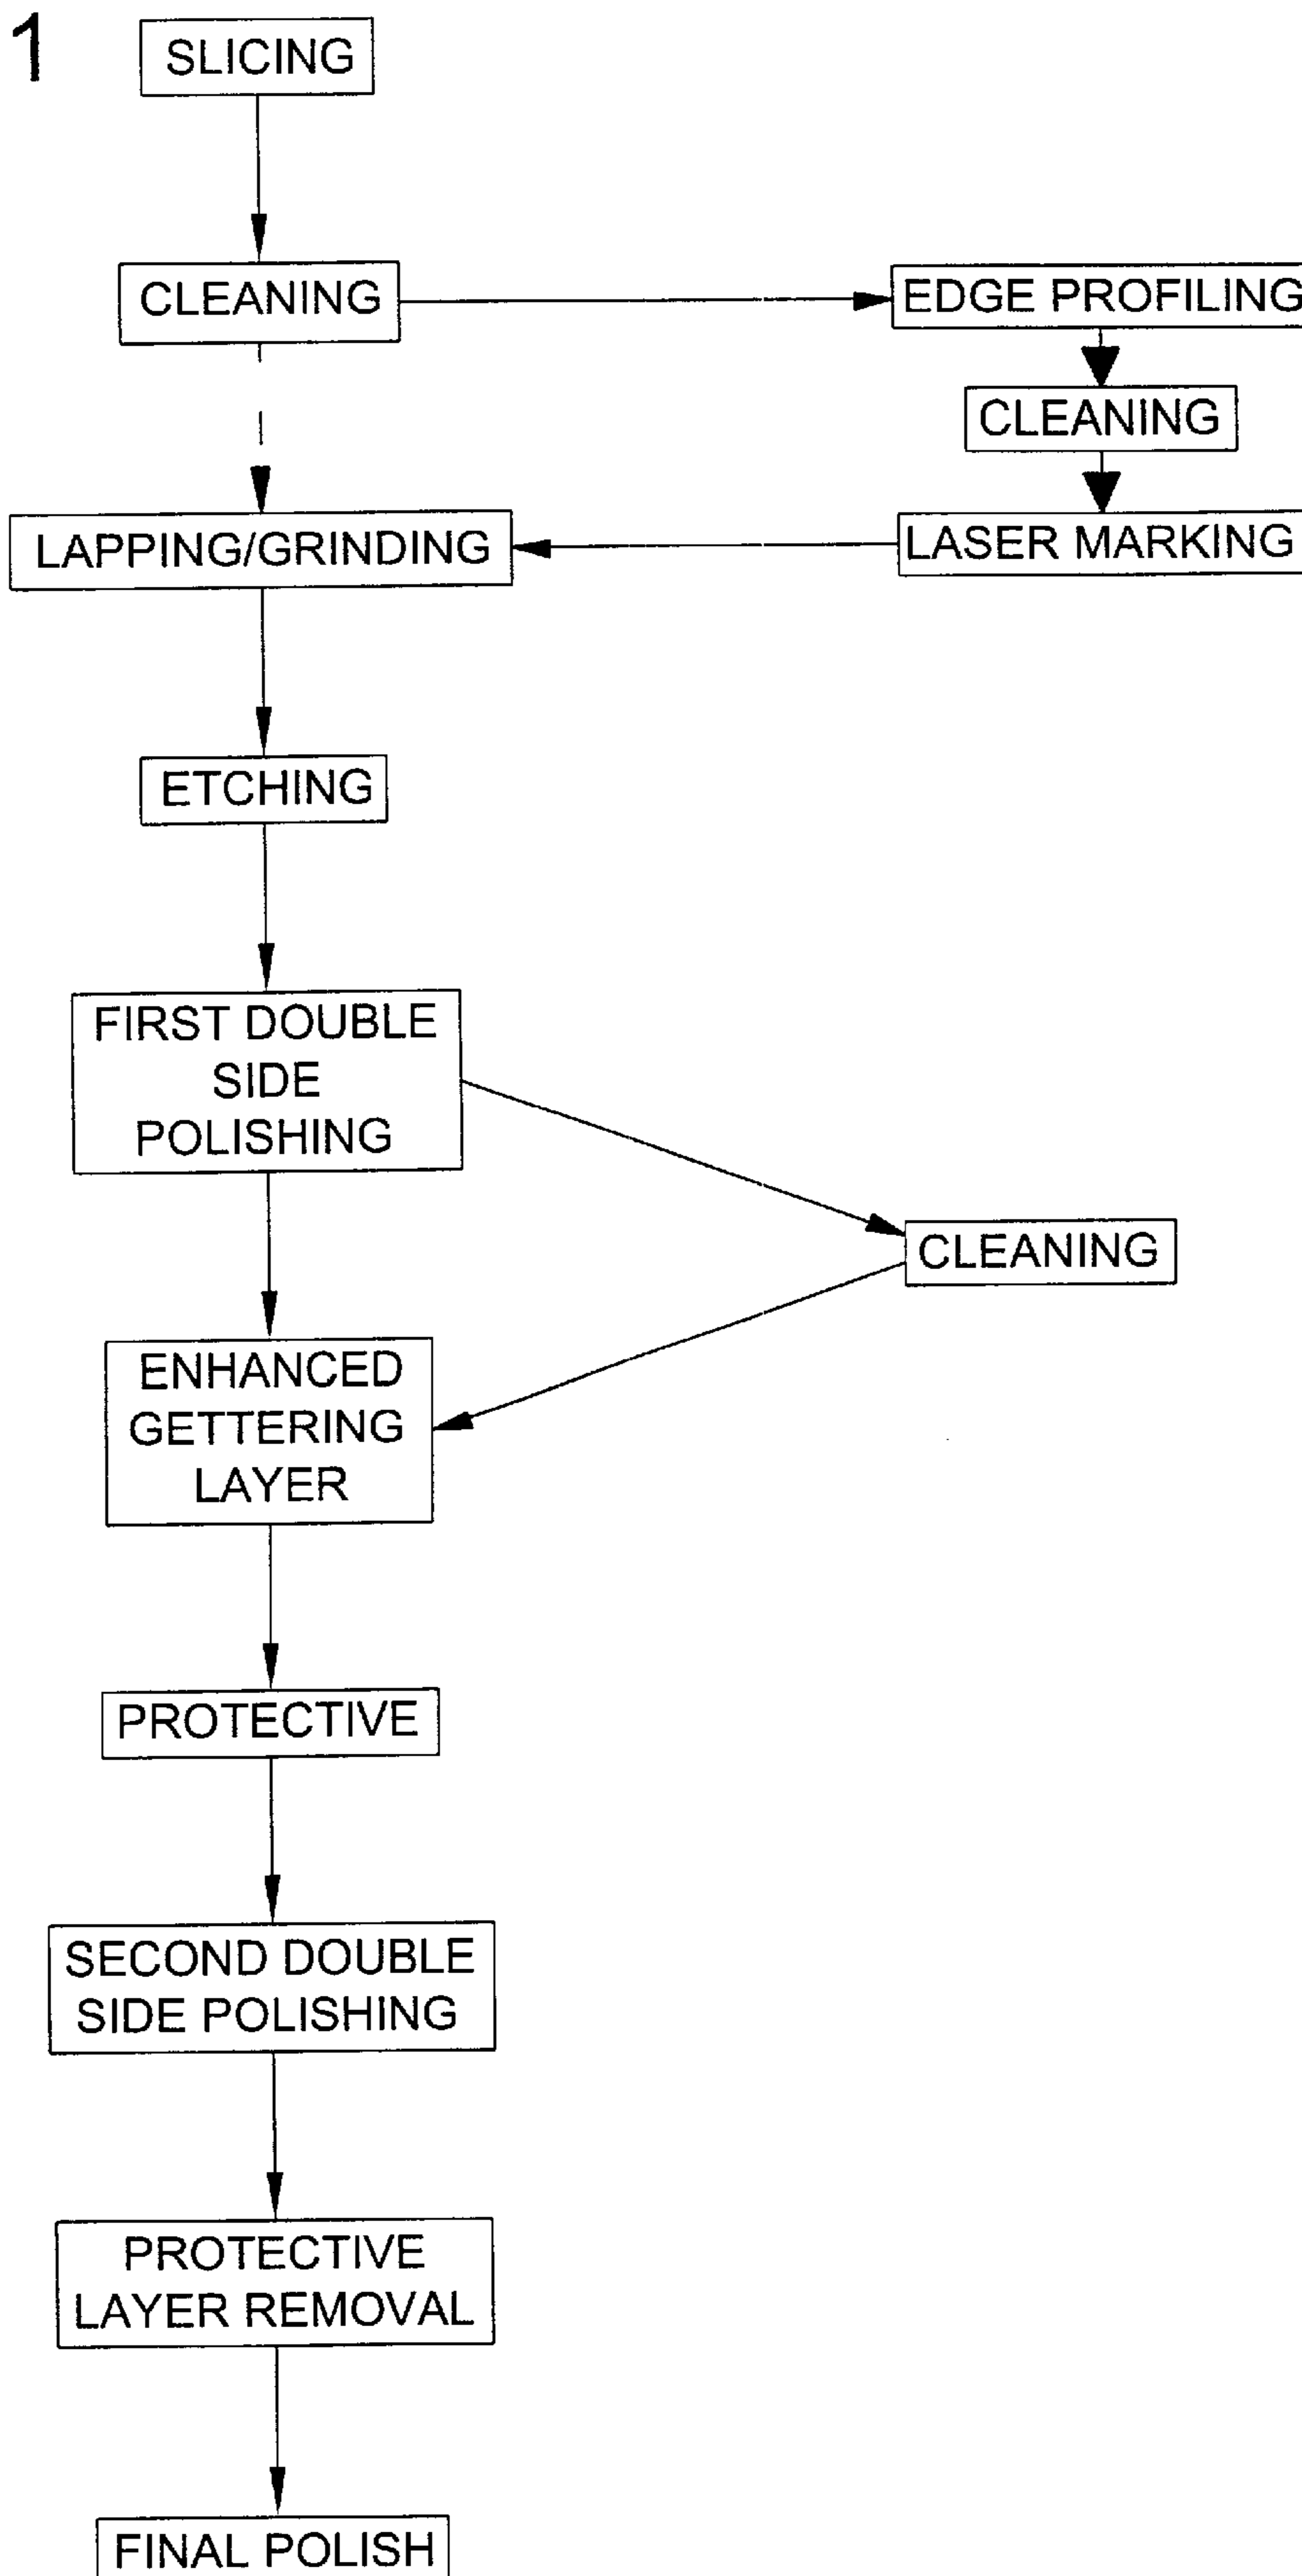 1
SLICING
CLEANING
EDGE PROFILING
CLEANING
LAPPING/GRINDING
LASER MARKING
ETCHING
FIRST DOUBLE
SIDE
POLISHING
CLEANING
ENHANCED
GETTERING
LAYER
PROTECTIVE
SECOND DOUBLE
SIDE POLISHING
PROTECTIVE
LAYER REMOVAL
FINAL POLISH